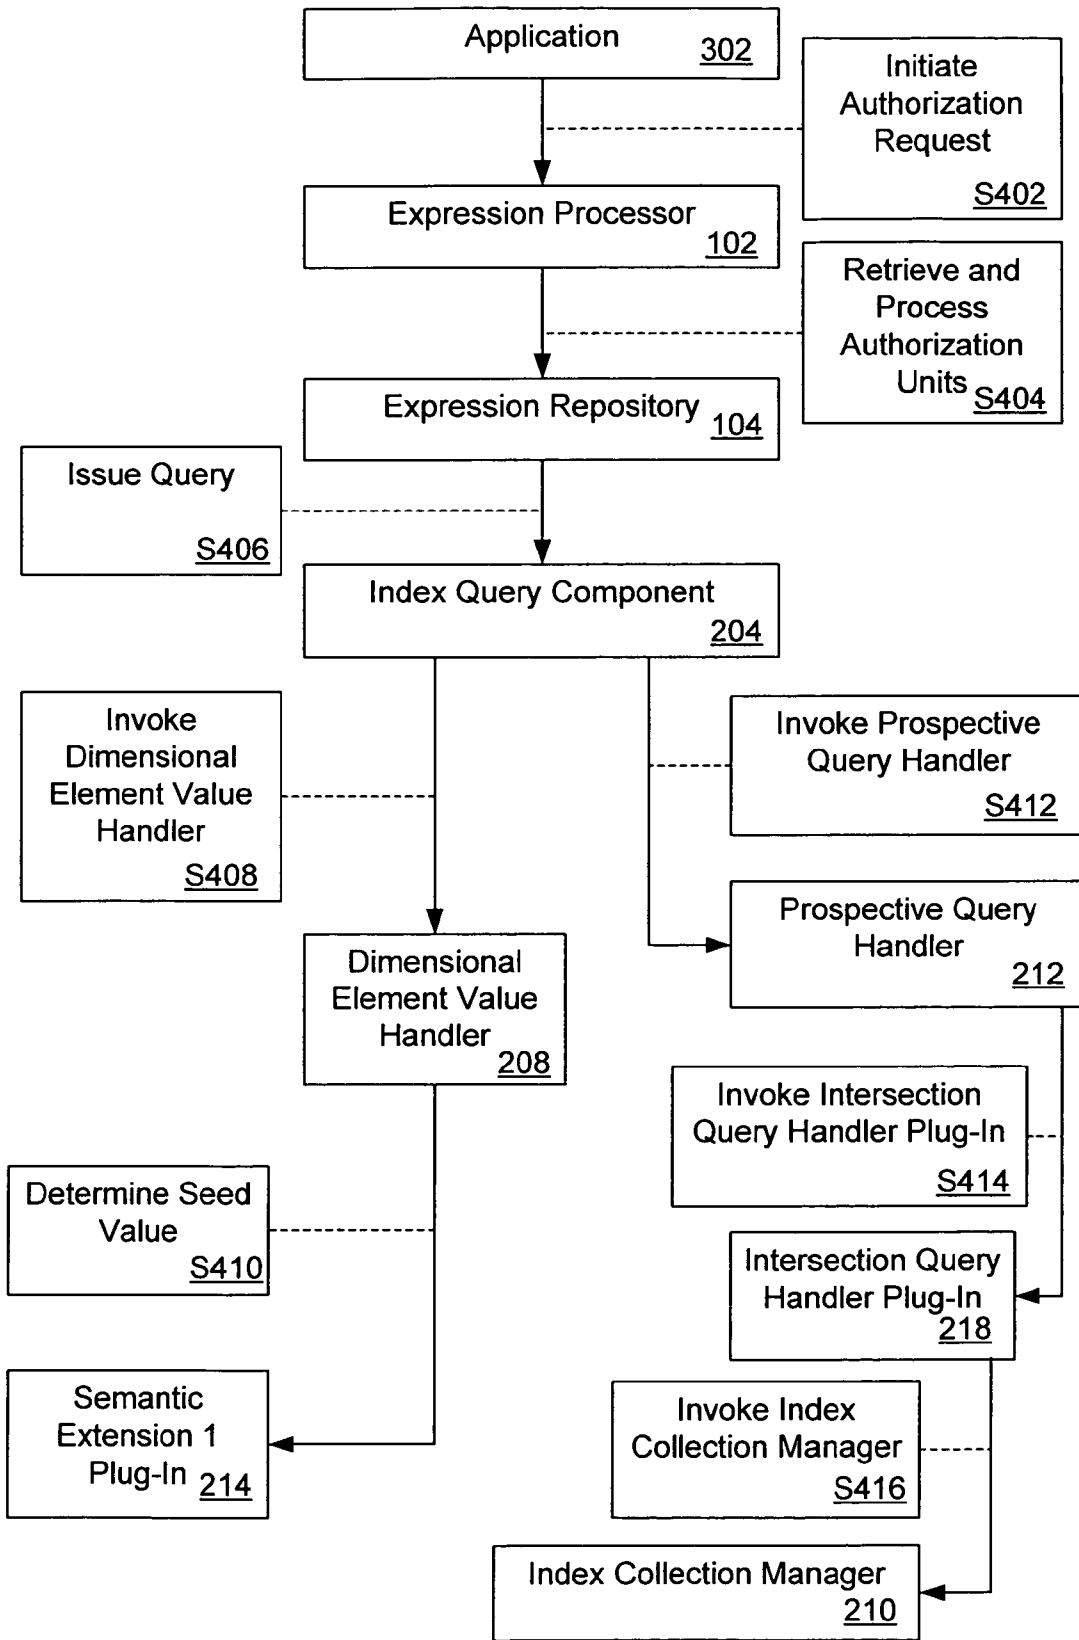 Application
302
Initiate
Authorization
Request
S402
Expression Processor
102
Retrieve and
Process
Authorization
Units
S404
Expression Repository
104
Issue Query
S406
Index Query Component
204
Invoke
Dimensional
Element Value
Handler
S408
Invoke Prospective
Query Handler
S412
Prospective Query
Handler
212
Dimensional
Element Value
Handler
208
Invoke Intersection
Query Handler Plug-In
S414
Determine Seed
Value
S410
Intersection Query
Handler Plug-In
218
Semantic
Extension 1
Plug-In
214
Invoke Index
Collection Manager
S416
Index Collection Manager
210